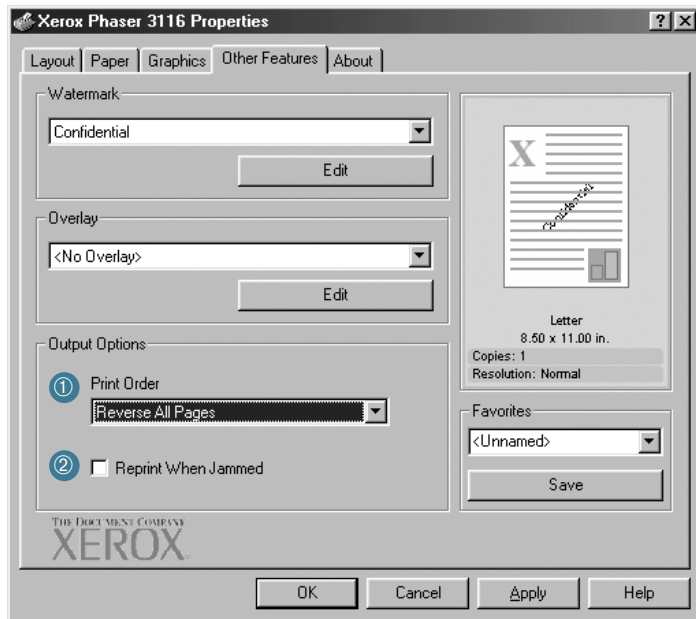 Xerox Phaser 3116 Properties
Layout Paper Graphics Other Features About
Watermark
Confidential
Edit
Overlay
<No Overlay>
Edit
Output Options
① Print Order
Reverse All Pages
② Reprint When Jammed
THE DOCUMENT COMPANY
XEROX
X
Confidential
Letter
8.50 x 11.00 in.
Copies: 1
Resolution: Normal
Favorites
<Unnamed>
Save
OK Cancel Apply Help